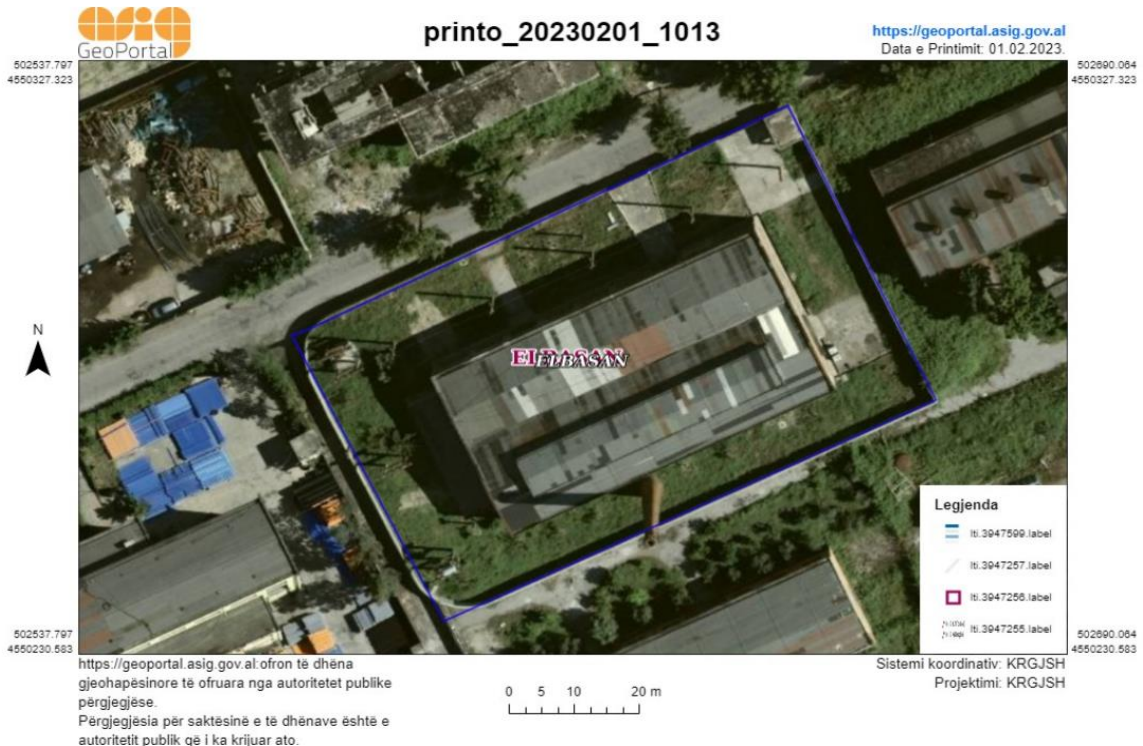 asig
GeoPortal
printo_20230201_1013
https://geoportal.asig.gov.al
Data e Printimit: 01.02.2023.
502537.797
4550327.323
502690.064
4550327.323
N
ELBASAN
ELBASAN
Legjenda
lti.3947599.label
lti.3947257.label
lti.3947256.label
lti.3947255.label
502537.797
4550230.583
502690.064
4550230.583
https://geoportal.asig.gov.al:ofron të dhëna
gjeohapësinore të ofruara nga autoritetet publike
përgjegjëse.
Përgjegjësia për saktësinë e të dhënave është e
autoritetit publik që i ka krijuar ato.
0 5 10 20 m
Sistemi koordinativ: KRGJSH
Projektimi: KRGJSH